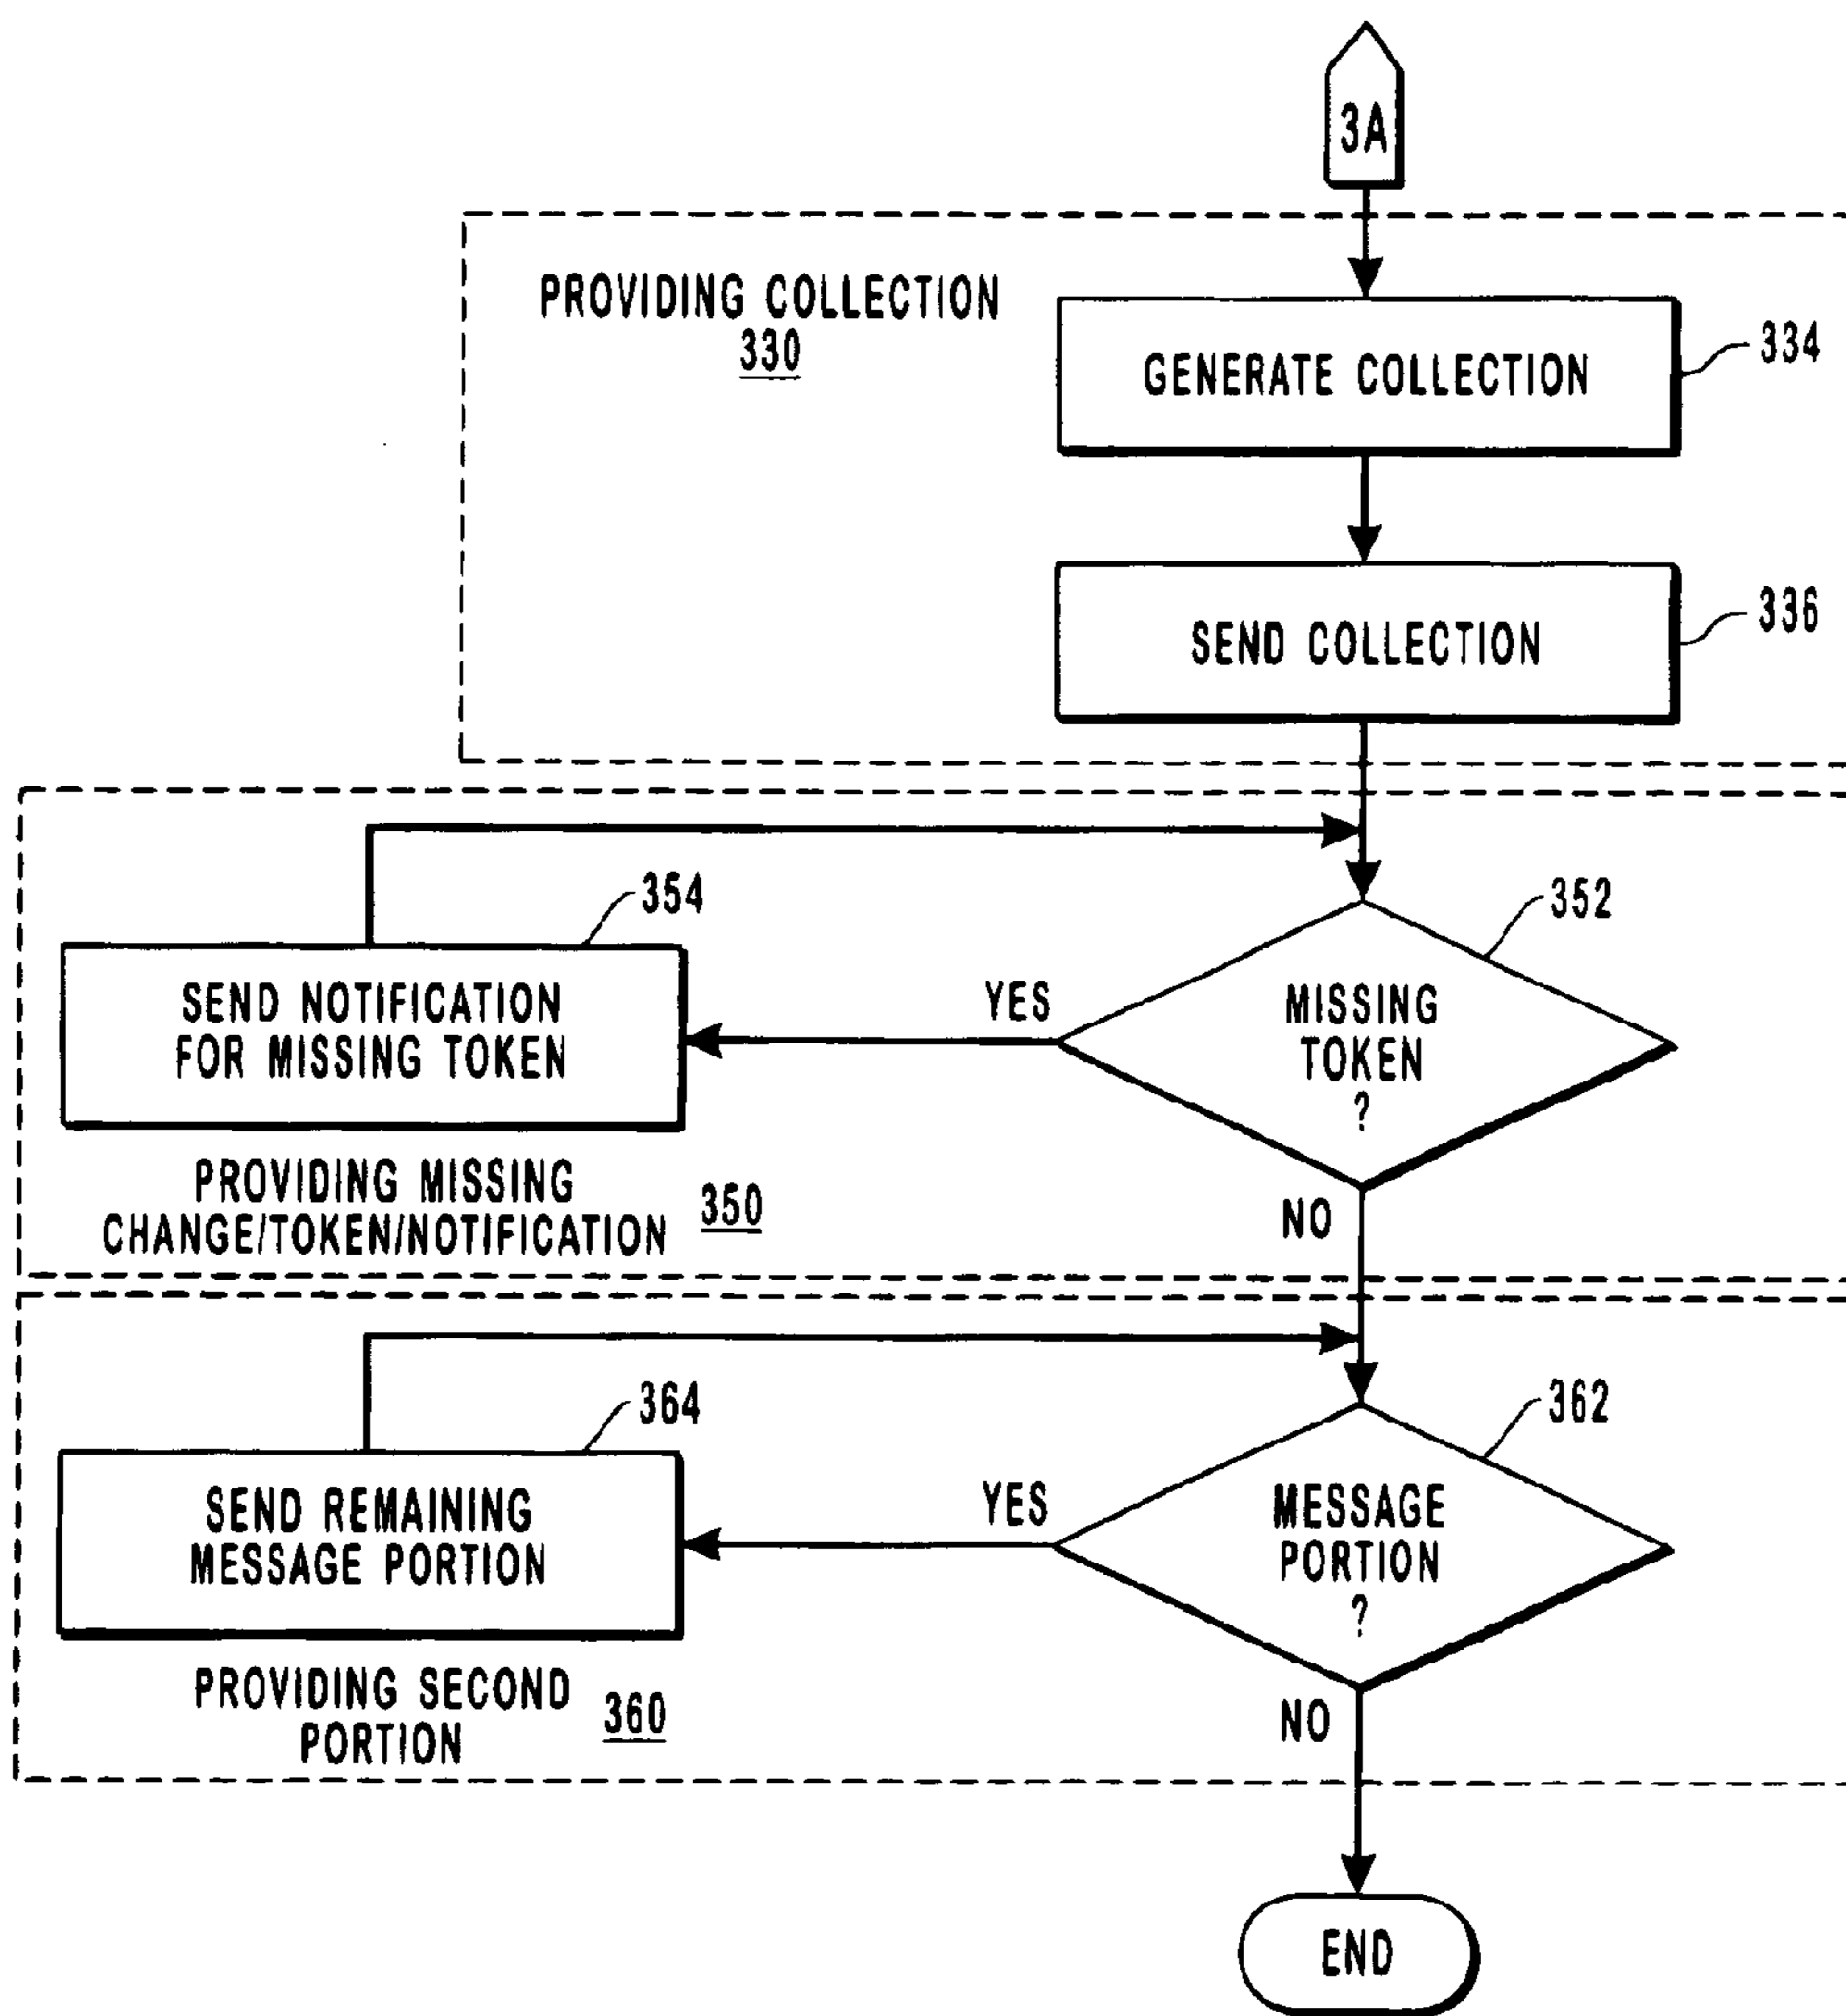 3A
PROVIDING COLLECTION
330
GENERATE COLLECTION
334
SEND COLLECTION
336
354
352
SEND NOTIFICATION
FOR MISSING TOKEN
YES
MISSING
TOKEN
?
PROVIDING MISSING
CHANGE/TOKEN/NOTIFICATION
350
NO
364
362
SEND REMAINING
MESSAGE PORTION
YES
MESSAGE
PORTION
?
PROVIDING SECOND
PORTION
360
NO
END